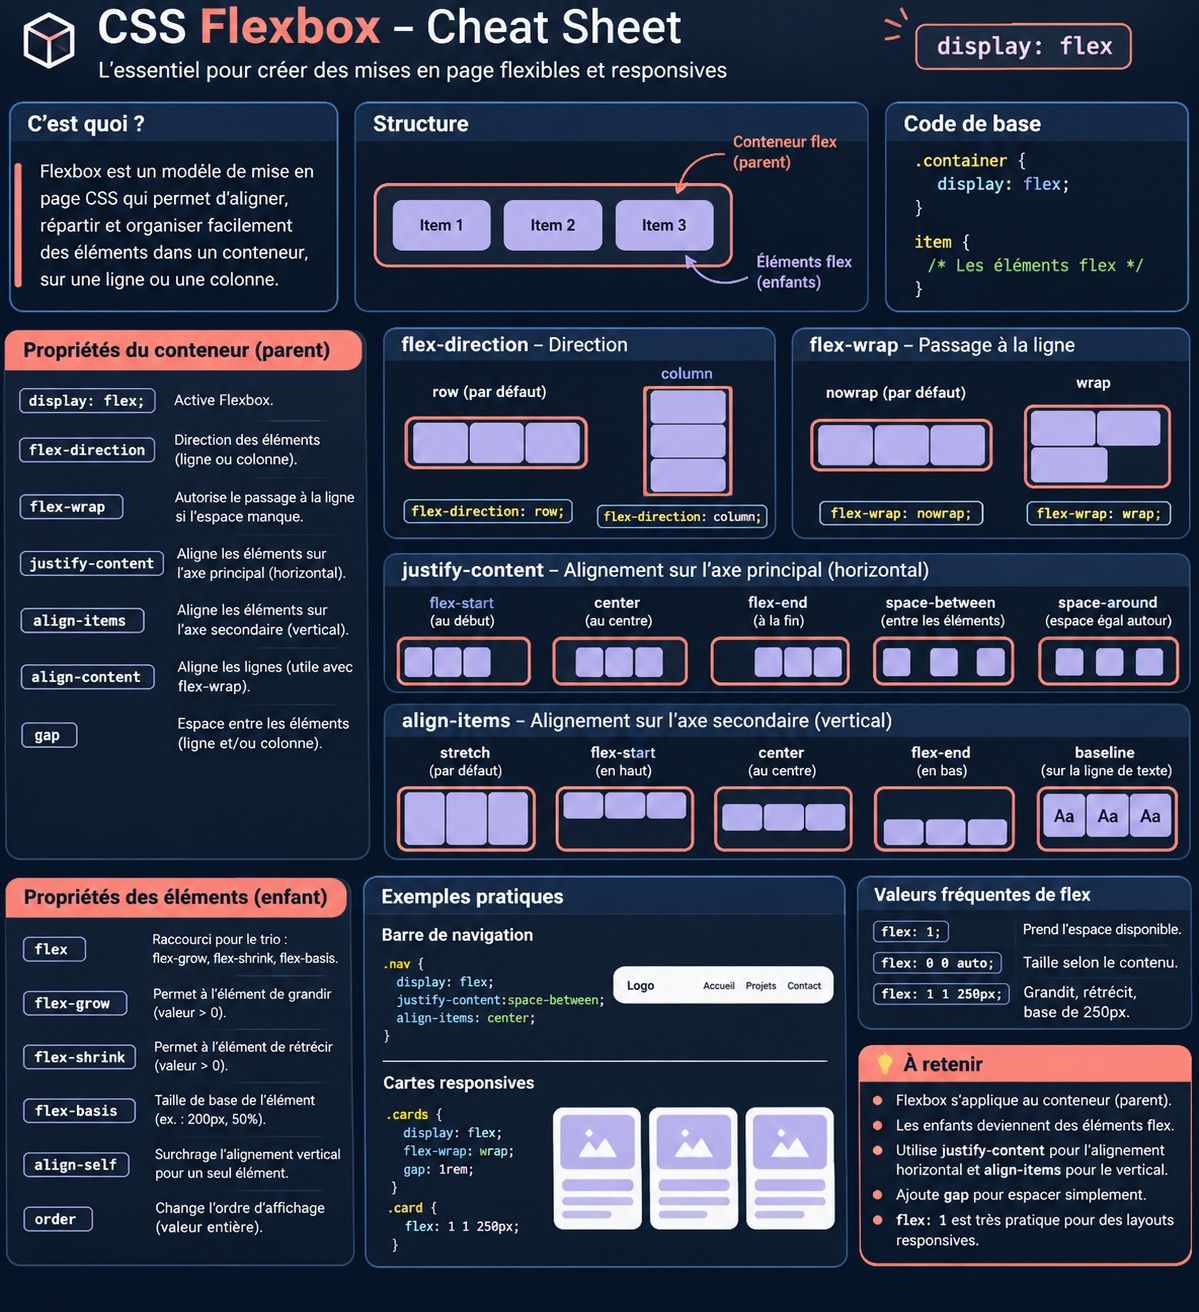 CSS Flexbox – Cheat Sheet
L'essentiel pour créer des mises en page flexibles et responsives
display: flex
C'est quoi ?
Flexbox est un modéle de mise en
page CSS qui permet d'aligner,
répartir et organiser facilement
des éléments dans un conteneur,
sur une ligne ou une colonne.
Structure
Conteneur flex
(parent)
Item 1
Item 2
Item 3
Éléments flex
(enfants)
Code de base
.container {
display: flex;
}
item {
/* Les éléments flex */
}
Propriétés du conteneur (parent)
display: flex;
Active Flexbox.
flex-direction
Direction des éléments
(ligne ou colonne).
flex-wrap
Autorise le passage à la ligne
si l'espace manque.
justify-content
Aligne les éléments sur
l'axe principal (horizontal).
align-items
Aligne les éléments sur
l'axe secondaire (vertical).
align-content
Aligne les lignes (utile avec
flex-wrap).
gap
Espace entre les éléments
(ligne et/ou colonne).
flex-direction – Direction
row (par défaut)
column
flex-direction: row;
flex-direction: column;
flex-wrap – Passage à la ligne
nowrap (par défaut)
wrap
flex-wrap: nowrap;
flex-wrap: wrap;
justify-content – Alignement sur l'axe principal (horizontal)
flex-start
(au début)
center
(au centre)
flex-end
(à la fin)
space-between
(entre les éléments)
space-around
(espace égal autour)
align-items – Alignement sur l'axe secondaire (vertical)
stretch
(par défaut)
flex-start
(en haut)
center
(au centre)
flex-end
(en bas)
baseline
(sur la ligne de texte)
Aa Aa Aa
Propriétés des éléments (enfant)
flex
Raccourci pour le trio :
flex-grow, flex-shrink, flex-basis.
flex-grow
Permet à l'élément de grandir
(valeur > 0).
flex-shrink
Permet à l'élément de rétrécir
(valeur > 0).
flex-basis
Taille de base de l'élément
(ex. : 200px, 50%).
align-self
Surchrage l'alignement vertical
pour un seul élément.
order
Change l'ordre d'affichage
(valeur entière).
Exemples pratiques
Barre de navigation
.nav {
display: flex;
justify-content:space-between;
align-items: center;
}
Logo
Accueil Projets Contact
Cartes responsives
.cards {
display: flex;
flex-wrap: wrap;
gap: 1rem;
}
.card {
flex: 1 1 250px;
}
Valeurs fréquentes de flex
flex: 1;
Prend l'espace disponible.
flex: 0 0 auto;
Taille selon le contenu.
flex: 1 1 250px;
Grandit, rétrécit,
base de 250px.
À retenir
Flexbox s'applique au conteneur (parent).
Les enfants deviennent des éléments flex.
Utilise justify-content pour l'alignement
horizontal et align-items pour le vertical.
Ajoute gap pour espacer simplement.
flex: 1 est très pratique pour des layouts
responsives.